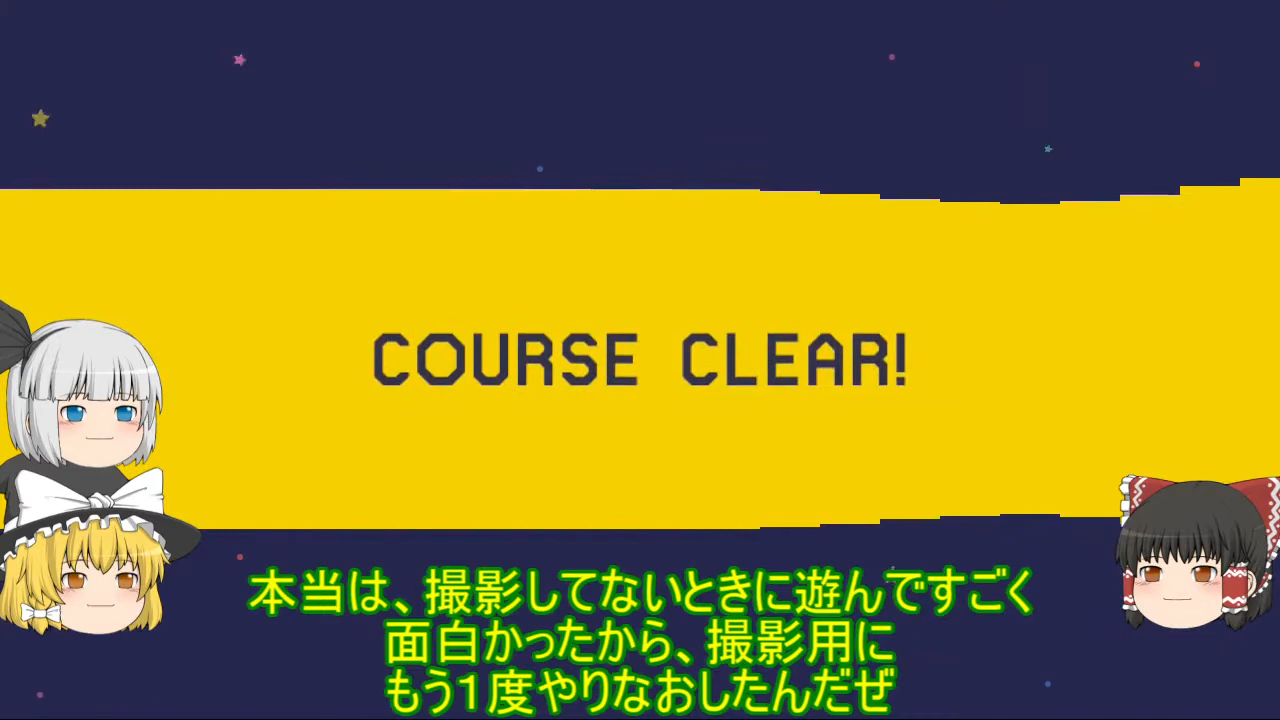 COURSE CLEAR!
本当は、撮影してないときに遊んですごく
面白かったから、撮影用に
もう１度やりなおしたんだぜ